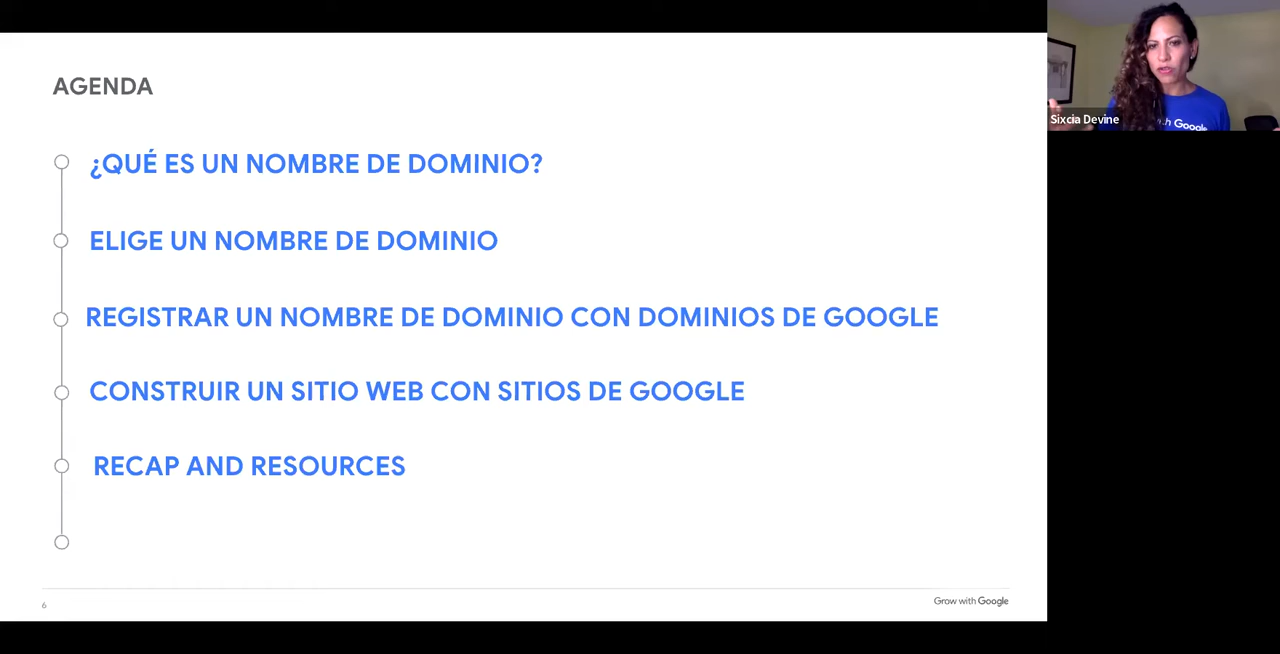 AGENDA
¿QUÉ ES UN NOMBRE DE DOMINIO?
ELIGE UN NOMBRE DE DOMINIO
REGISTRAR UN NOMBRE DE DOMINIO CON DOMINIOS DE GOOGLE
CONSTRUIR UN SITIO WEB CON SITIOS DE GOOGLE
RECAP AND RESOURCES
6
Grow with Google
Sixcia Devine
with Google